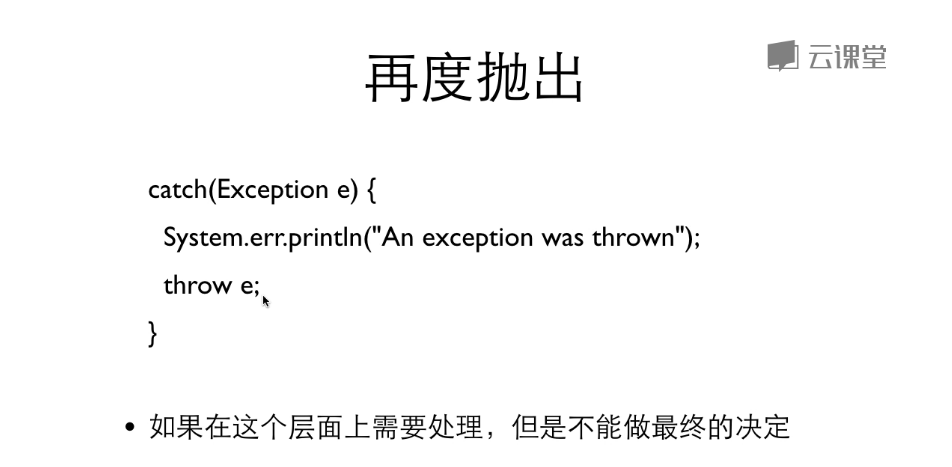 云课堂
再度抛出
catch(Exception e) {
System.err.println("An exception was thrown");
throw e;
}
• 如果在这个层面上需要处理，但是不能做最终的决定